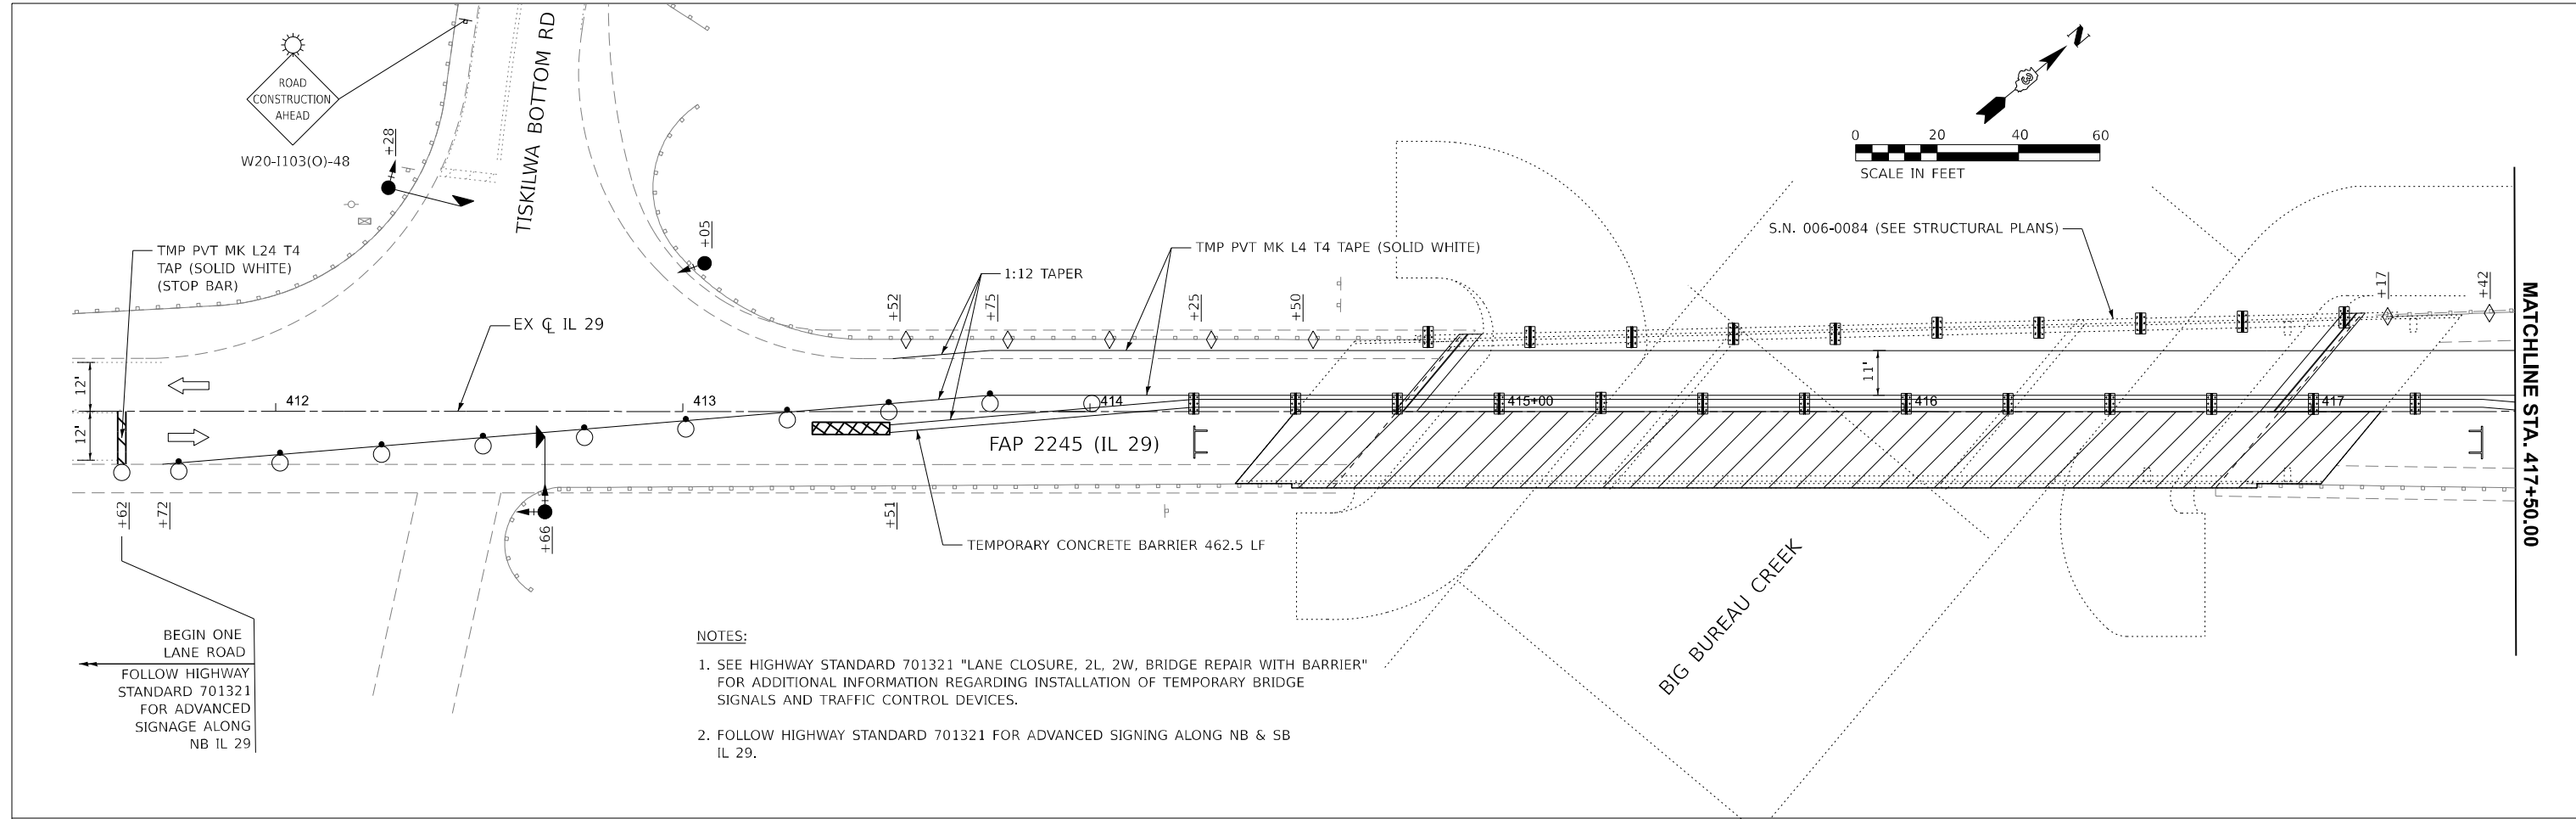 ROAD
CONSTRUCTION
AHEAD
W20-I103(O)-48
+28
TISKILWA BOTTOM RD
N
0 20 40 60
SCALE IN FEET
TMP PVT MK L24 T4
TAP (SOLID WHITE)
(STOP BAR)
+05
TMP PVT MK L4 T4 TAPE (SOLID WHITE)
S.N. 006-0084 (SEE STRUCTURAL PLANS)
1:12 TAPER
EX ℄ IL 29
+52
+75
+25
+50
+17
+42
MATCHLINE STA. 417+50.00
12'
12'
11'
412
413
414
415+00
416
417
FAP 2245 (IL 29)
+62
+72
+66
+51
TEMPORARY CONCRETE BARRIER 462.5 LF
BIG BUREAU CREEK
BEGIN ONE
LANE ROAD
FOLLOW HIGHWAY
STANDARD 701321
FOR ADVANCED
SIGNAGE ALONG
NB IL 29
NOTES:
1. SEE HIGHWAY STANDARD 701321 "LANE CLOSURE, 2L, 2W, BRIDGE REPAIR WITH BARRIER"
FOR ADDITIONAL INFORMATION REGARDING INSTALLATION OF TEMPORARY BRIDGE
SIGNALS AND TRAFFIC CONTROL DEVICES.
2. FOLLOW HIGHWAY STANDARD 701321 FOR ADVANCED SIGNING ALONG NB & SB
IL 29.